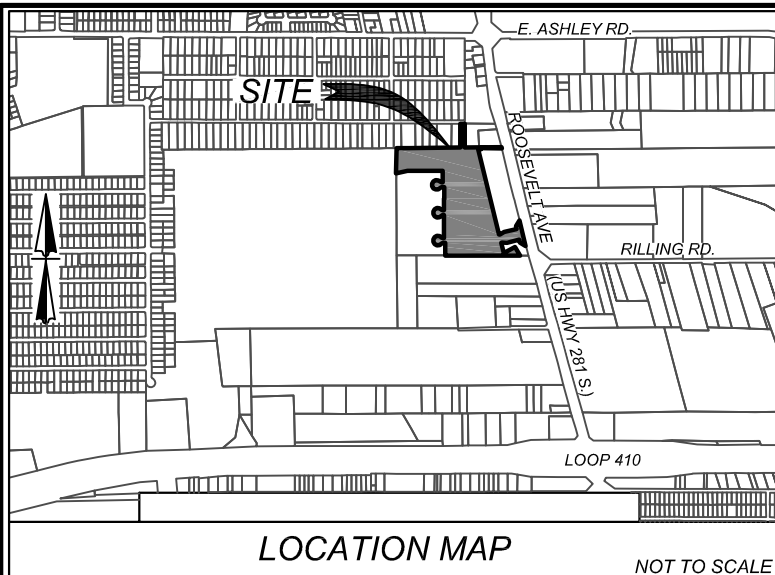 E. ASHLEY RD.
SITE
ROOSEVELT AVE
RILLING RD.
(US HWY 281 S.)
LOOP 410
LOCATION MAP
NOT TO SCALE